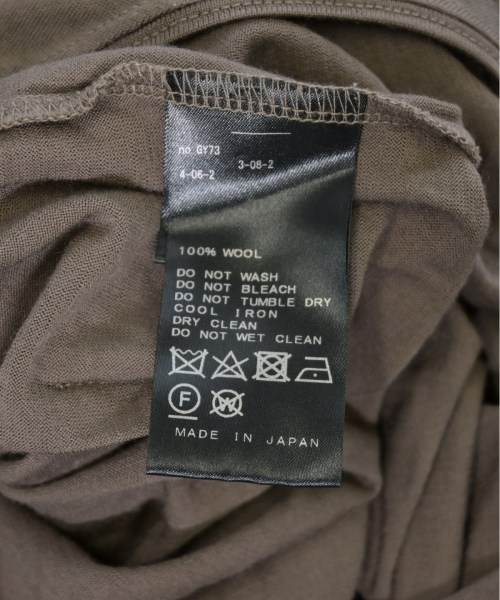 no GY73
4-06-2 3-08-2
100% WOOL
DO NOT WASH
DO NOT BLEACH
DO NOT TUMBLE DRY
COOL IRON
DRY CLEAN
DO NOT WET CLEAN
F W
MADE IN JAPAN